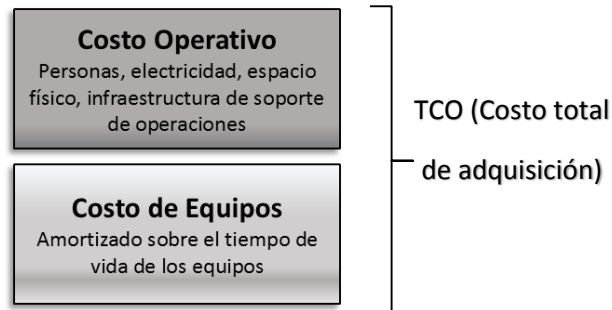 Costo Operativo
Personas, electricidad, espacio
físico, infraestructura de soporte
de operaciones
Costo de Equipos
Amortizado sobre el tiempo de
vida de los equipos
TCO (Costo total
de adquisición)